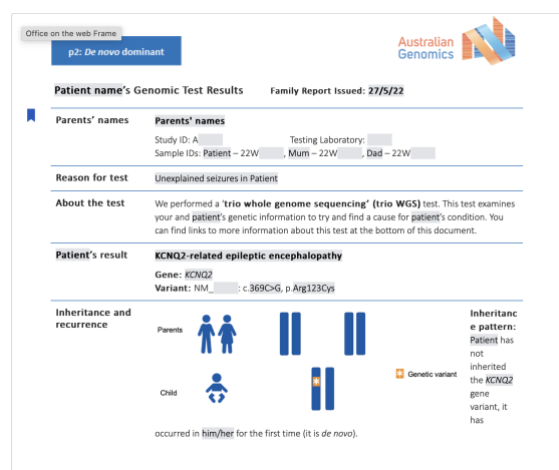 Office on the web Frame
p2: De novo dominant
Australian
Genomics
Patient name's Genomic Test Results Family Report Issued: 27/5/22
Parents' names Parents' names
Study ID: A Testing Laboratory:
Sample IDs: Patient – 22W , Mum – 22W , Dad – 22W
Reason for test Unexplained seizures in Patient
About the test We performed a 'trio whole genome sequencing' (trio WGS) test. This test examines
your and patient's genetic information to try and find a cause for patient's condition. You
can find links to more information about this test at the bottom of this document.
Patient's result KCNQ2-related epileptic encephalopathy
Gene: KCNQ2
Variant: NM_ : c.369C>G, p.Arg123Cys
Inheritance and
recurrence
Parents
Child
Genetic variant
Inheritanc
e pattern:
Patient has
not
inherited
the KCNQ2
gene
variant, it
has
occurred in him/her for the first time (it is de novo).